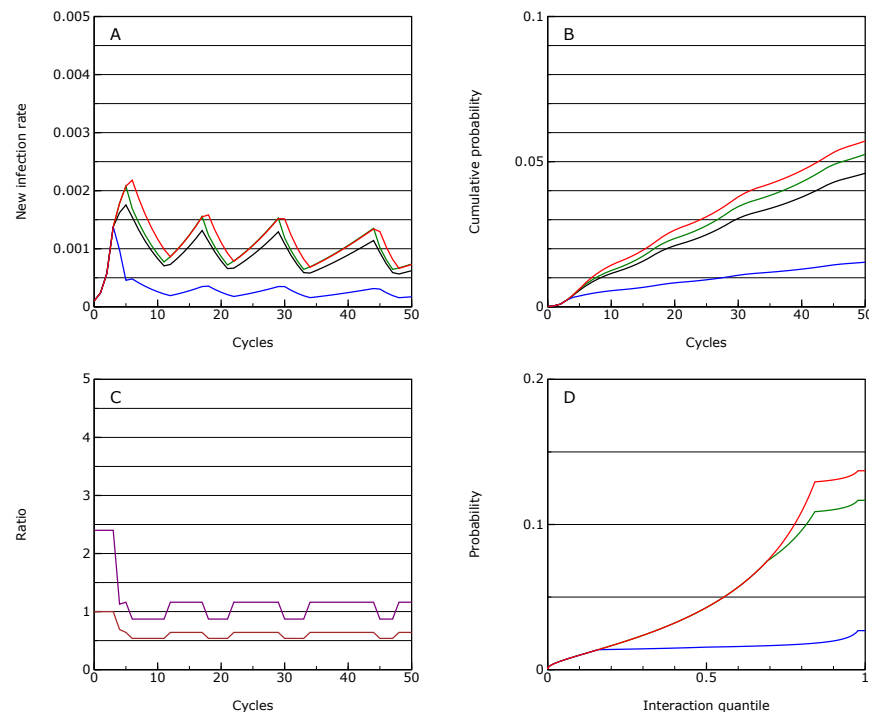 A
New infection rate
0.005
0.004
0.003
0.002
0.001
0
0 10 20 30 40 50
Cycles
B
Cumulative probability
0.1
0.05
0
0 10 20 30 40 50
Cycles
C
Ratio
5
4
3
2
1
0
0 10 20 30 40 50
Cycles
D
Probability
0.2
0.1
0
0 0.5 1
Interaction quantile